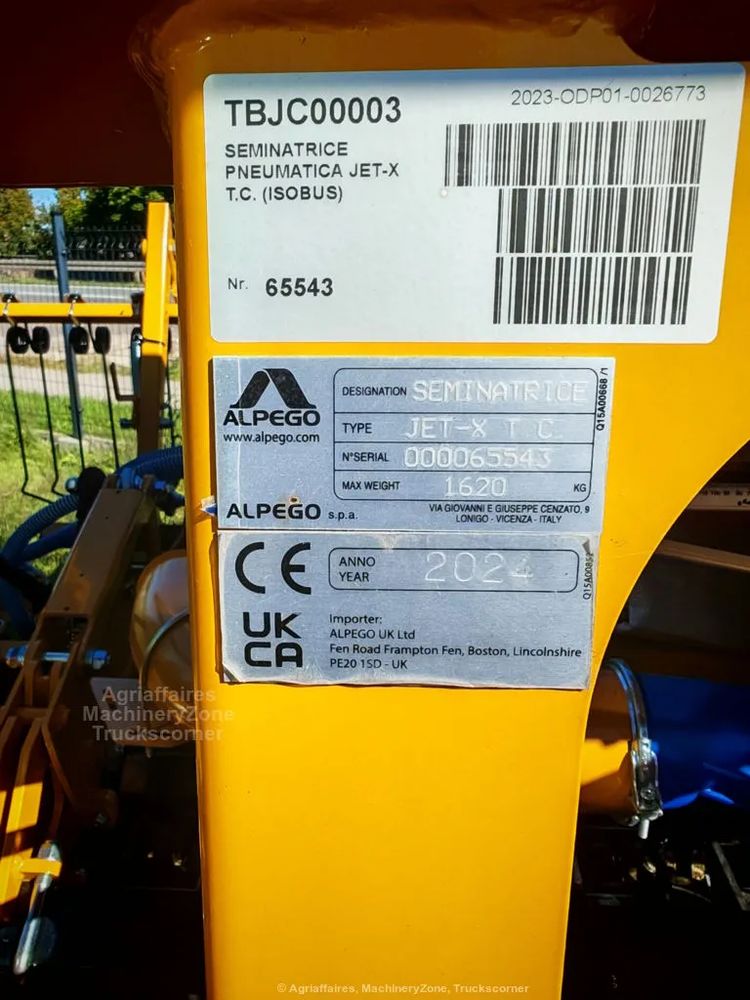 TBJC00003
2023-ODP01-0026773
SEMINATRICE
PNEUMATICA JET-X
T.C. (ISOBUS)
Nr. 65543
ALPEGO
www.alpego.com
DESIGNATION SEMINATRICE
TYPE JET-X T C
N°SERIAL 000065543
MAX WEIGHT 1620 KG
Q15A00668 /1
ALPEGO s.p.a.
VIA GIOVANNI E GIUSEPPE CENZATO, 9
LONIGO - VICENZA - ITALY
CE
ANNO
YEAR 2024
UK
CA
Importer:
ALPEGO UK Ltd
Fen Road Frampton Fen, Boston, Lincolnshire
PE20 1SD - UK
Agriaffaires
MachineryZone
Truckscorner
© Agriaffaires, MachineryZone, Truckscorner